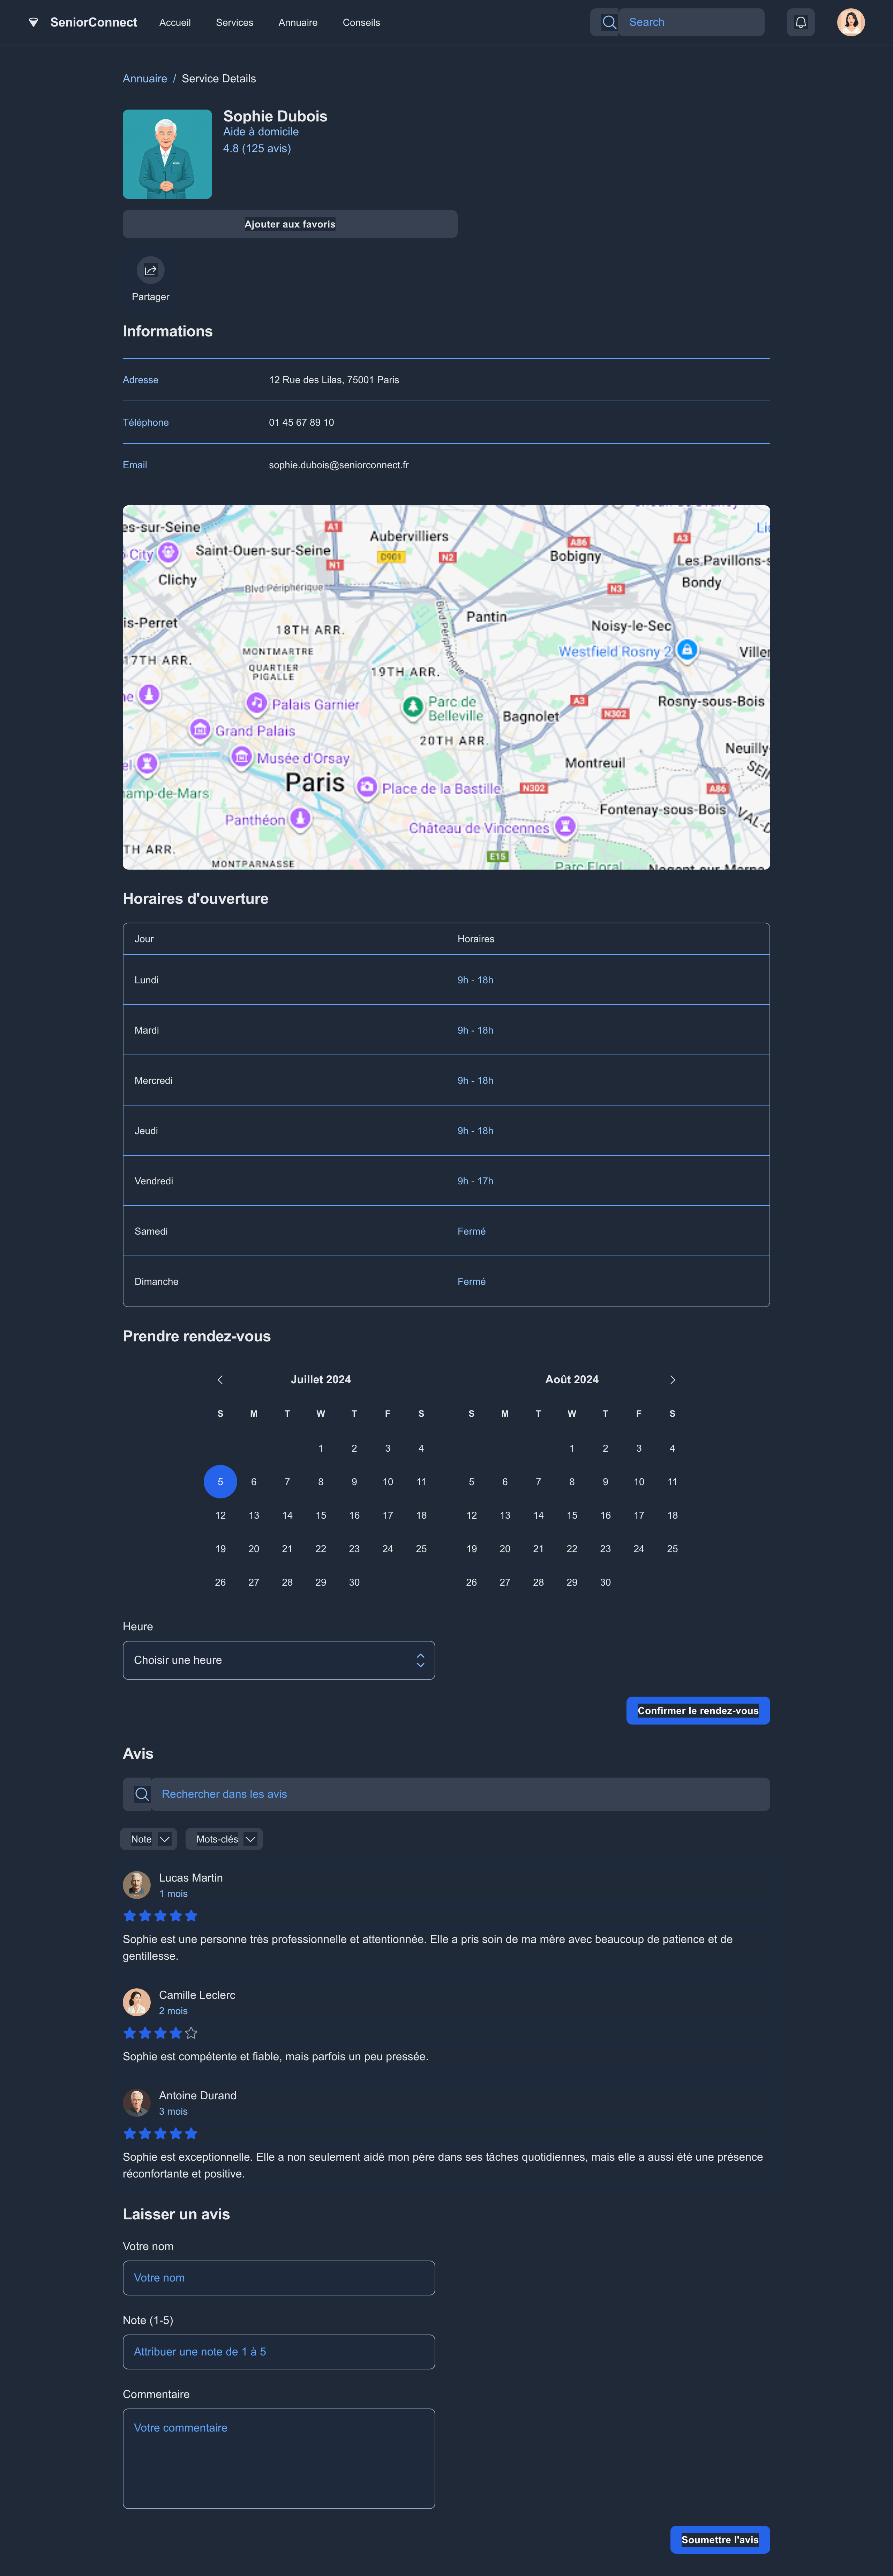 SeniorConnect Accueil Services Annuaire Conseils Search
Annuaire / Service Details
Sophie Dubois
Aide à domicile
4.8 (125 avis)
Ajouter aux favoris
Partager
Informations
Adresse 12 Rue des Lilas, 75001 Paris
Téléphone 01 45 67 89 10
Email sophie.dubois@seniorconnect.fr
es-sur-Seine
A1
Aubervilliers
City
Saint-Ouen-sur-Seine
D901
N2
A86
A3
Bobigny
Les Pavillons-s
Clichy
N1
Bondy
Blvd Périphérique
N3
is-Perret
18TH ARR.
Blvd Périphérique
Pantin
Noisy-le-Sec
17TH ARR.
MONTMARTRE
QUARTIER
PIGALLE
19TH ARR.
Westfield Rosny 2
Viller
Palais Garnier
Parc de
Belleville
A3
Rosny-sous-Bois
N302
Bagnolet
Grand Palais
20TH ARR.
Neuilly-
Musée d'Orsay
Montreuil
Paris
Place de la Bastille
N302
A86
amp-de-Mars
Fontenay-sous-Bois
VAL-D
Panthéon
Château de Vincennes
TH ARR.
E15
MONTPARNASSE
Parc Floral
Nogent-sur-Marne
Horaires d'ouverture
Jour Horaires
Lundi 9h - 18h
Mardi 9h - 18h
Mercredi 9h - 18h
Jeudi 9h - 18h
Vendredi 9h - 17h
Samedi Fermé
Dimanche Fermé
Prendre rendez-vous
Juillet 2024 Août 2024
S M T W T F S S M T W T F S
1 2 3 4 1 2 3 4
5 6 7 8 9 10 11 5 6 7 8 9 10 11
12 13 14 15 16 17 18 12 13 14 15 16 17 18
19 20 21 22 23 24 25 19 20 21 22 23 24 25
26 27 28 29 30 26 27 28 29 30
Heure
Choisir une heure
Confirmer le rendez-vous
Avis
Rechercher dans les avis
Note Mots-clés
Lucas Martin
1 mois
Sophie est une personne très professionnelle et attentionnée. Elle a pris soin de ma mère avec beaucoup de patience et de
gentillesse.
Camille Leclerc
2 mois
Sophie est compétente et fiable, mais parfois un peu pressée.
Antoine Durand
3 mois
Sophie est exceptionnelle. Elle a non seulement aidé mon père dans ses tâches quotidiennes, mais elle a aussi été une présence
réconfortante et positive.
Laisser un avis
Votre nom
Votre nom
Note (1-5)
Attribuer une note de 1 à 5
Commentaire
Votre commentaire
Soumettre l'avis